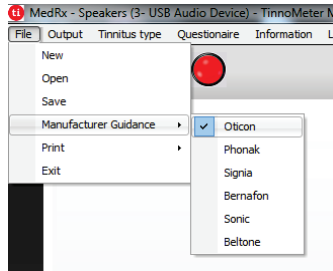 ti MedRx - Speakers (3- USB Audio Device) - TinnoMeter M
File Output Tinnitus type Questionaire Information L
New
Open
Save
Manufacturer Guidance
Print
Exit
Oticon
Phonak
Signia
Bernafon
Sonic
Beltone